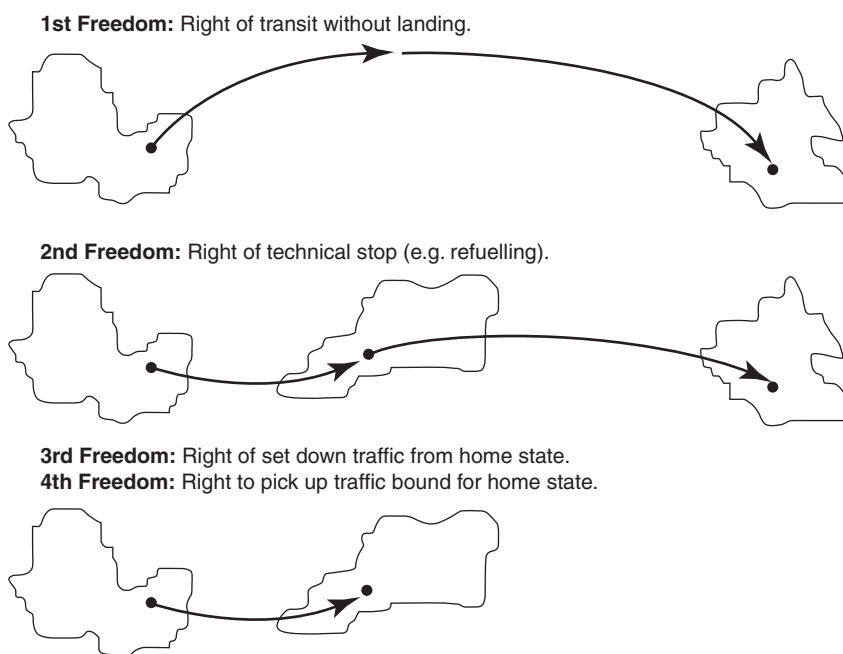 1st Freedom: Right of transit without landing.
2nd Freedom: Right of technical stop (e.g. refuelling).
3rd Freedom: Right of set down traffic from home state.
4th Freedom: Right to pick up traffic bound for home state.